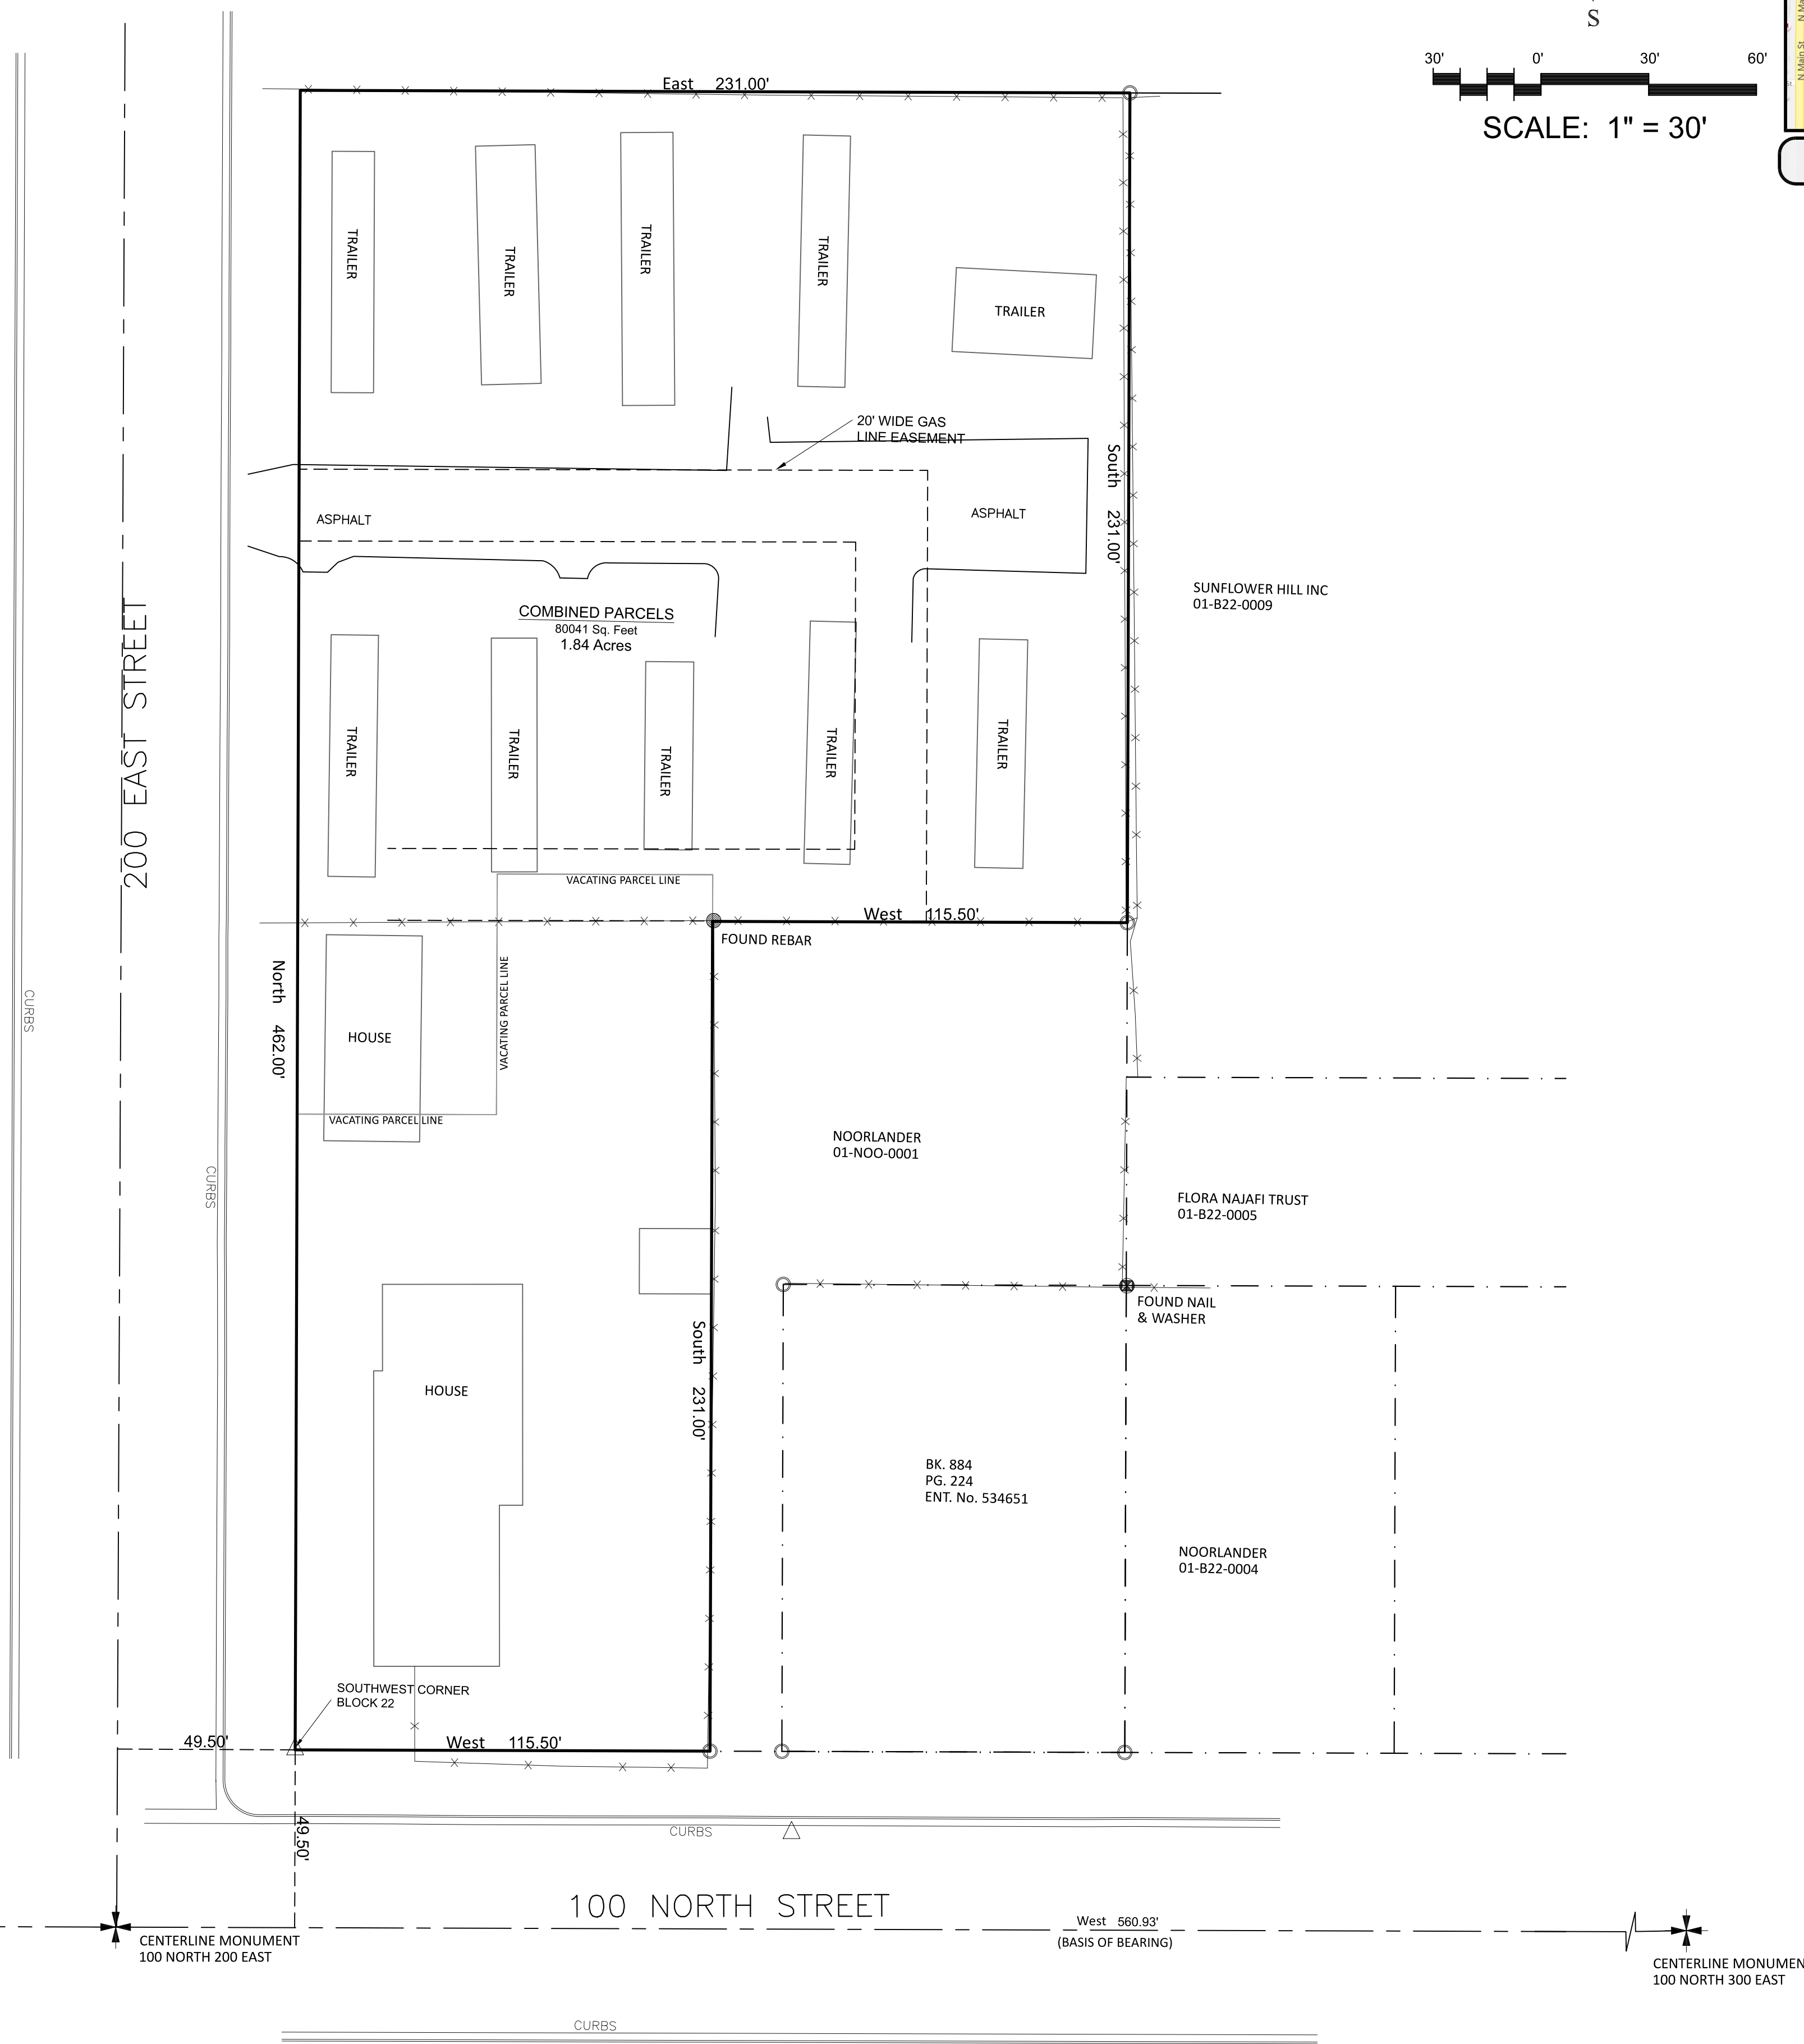 S
N Main St
30' 0' 30' 60'
SCALE: 1" = 30'
East 231.00'
TRAILER
TRAILER
TRAILER
TRAILER
TRAILER
20' WIDE GAS
LINE EASEMENT
South 231.00'
ASPHALT
ASPHALT
SUNFLOWER HILL INC
01-B22-0009
COMBINED PARCELS
80041 Sq. Feet
1.84 Acres
200 EAST STREET
TRAILER
TRAILER
TRAILER
TRAILER
TRAILER
VACATING PARCEL LINE
West 115.50'
FOUND REBAR
North 462.00'
CURBS
HOUSE
VACATING PARCEL LINE
VACATING PARCEL LINE
NOORLANDER
01-NOO-0001
CURBS
FLORA NAJAFI TRUST
01-B22-0005
FOUND NAIL
& WASHER
South 231.00'
HOUSE
BK. 884
PG. 224
ENT. No. 534651
NOORLANDER
01-B22-0004
SOUTHWEST CORNER
BLOCK 22
49.50'
West 115.50'
49.50'
CURBS
100 NORTH STREET
West 560.93'
(BASIS OF BEARING)
CENTERLINE MONUMENT
100 NORTH 200 EAST
CENTERLINE MONUMEN
100 NORTH 300 EAST
CURBS